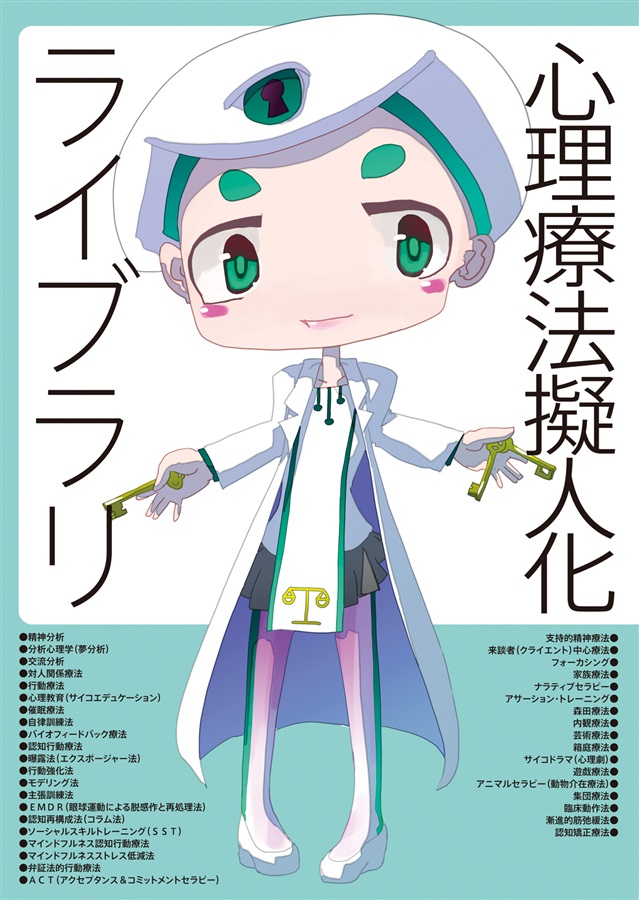 心理療法擬人化
ライブラリ
●精神分析
●分析心理学(夢分析)
●交流分析
●対人関係療法
●行動療法
●心理教育(サイコエデュケーション)
●催眠療法
●自律訓練法
●バイオフィードバック療法
●認知行動療法
●曝露法(エクスポージャー法)
●行動強化法
●モデリング法
●主張訓練法
●EMDR(眼球運動による脱感作と再処理法)
●認知再構成法(コラム法)
●ソーシャルスキルトレーニング(SST)
●マインドフルネス認知行動療法
●マインドフルネスストレス低減法
●弁証法的行動療法
●ACT(アクセプタンス&コミットメントセラピー)
支持的精神療法●
来談者(クライエント)中心療法●
フォーカシング●
家族療法●
ナラティブセラピー●
アサーション・トレーニング●
森田療法●
内観療法●
芸術療法●
箱庭療法●
サイコドラマ(心理劇)●
遊戯療法●
アニマルセラピー(動物介在療法)●
集団療法●
臨床動作法●
漸進的筋弛緩法●
認知矯正療法●